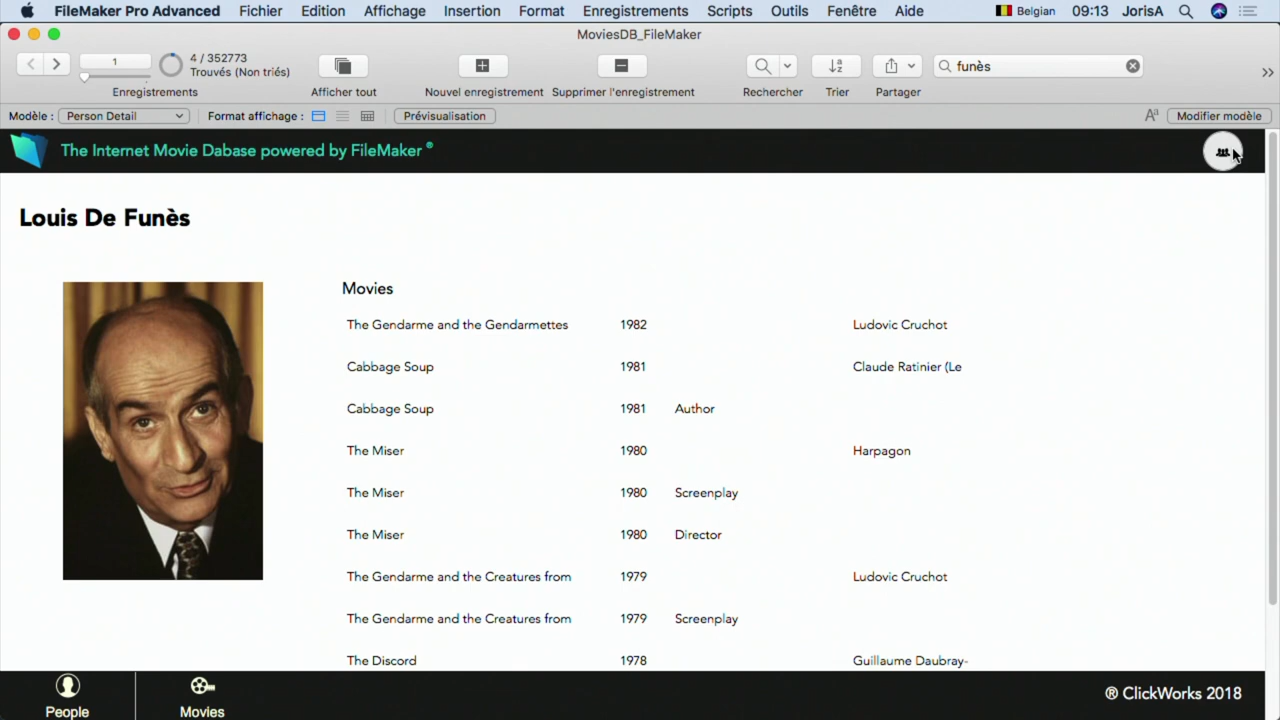 FileMaker Pro Advanced Fichier Edition Affichage Insertion Format Enregistrements Scripts Outils Fenêtre Aide Belgian 09:13 JorisA
MoviesDB_FileMaker
1 4 / 352773 funès
Trouvés (Non triés)
Enregistrements Afficher tout Nouvel enregistrement Supprimer l'enregistrement Rechercher Trier Partager
Modèle : Person Detail Format affichage : Prévisualisation Aa Modifier modèle
The Internet Movie Dabase powered by FileMaker ®
Louis De Funès
Movies
The Gendarme and the Gendarmettes 1982 Ludovic Cruchot
Cabbage Soup 1981 Claude Ratinier (Le
Cabbage Soup 1981 Author
The Miser 1980 Harpagon
The Miser 1980 Screenplay
The Miser 1980 Director
The Gendarme and the Creatures from 1979 Ludovic Cruchot
The Gendarme and the Creatures from 1979 Screenplay
The Discord 1978 Guillaume Daubray-
People Movies ® ClickWorks 2018